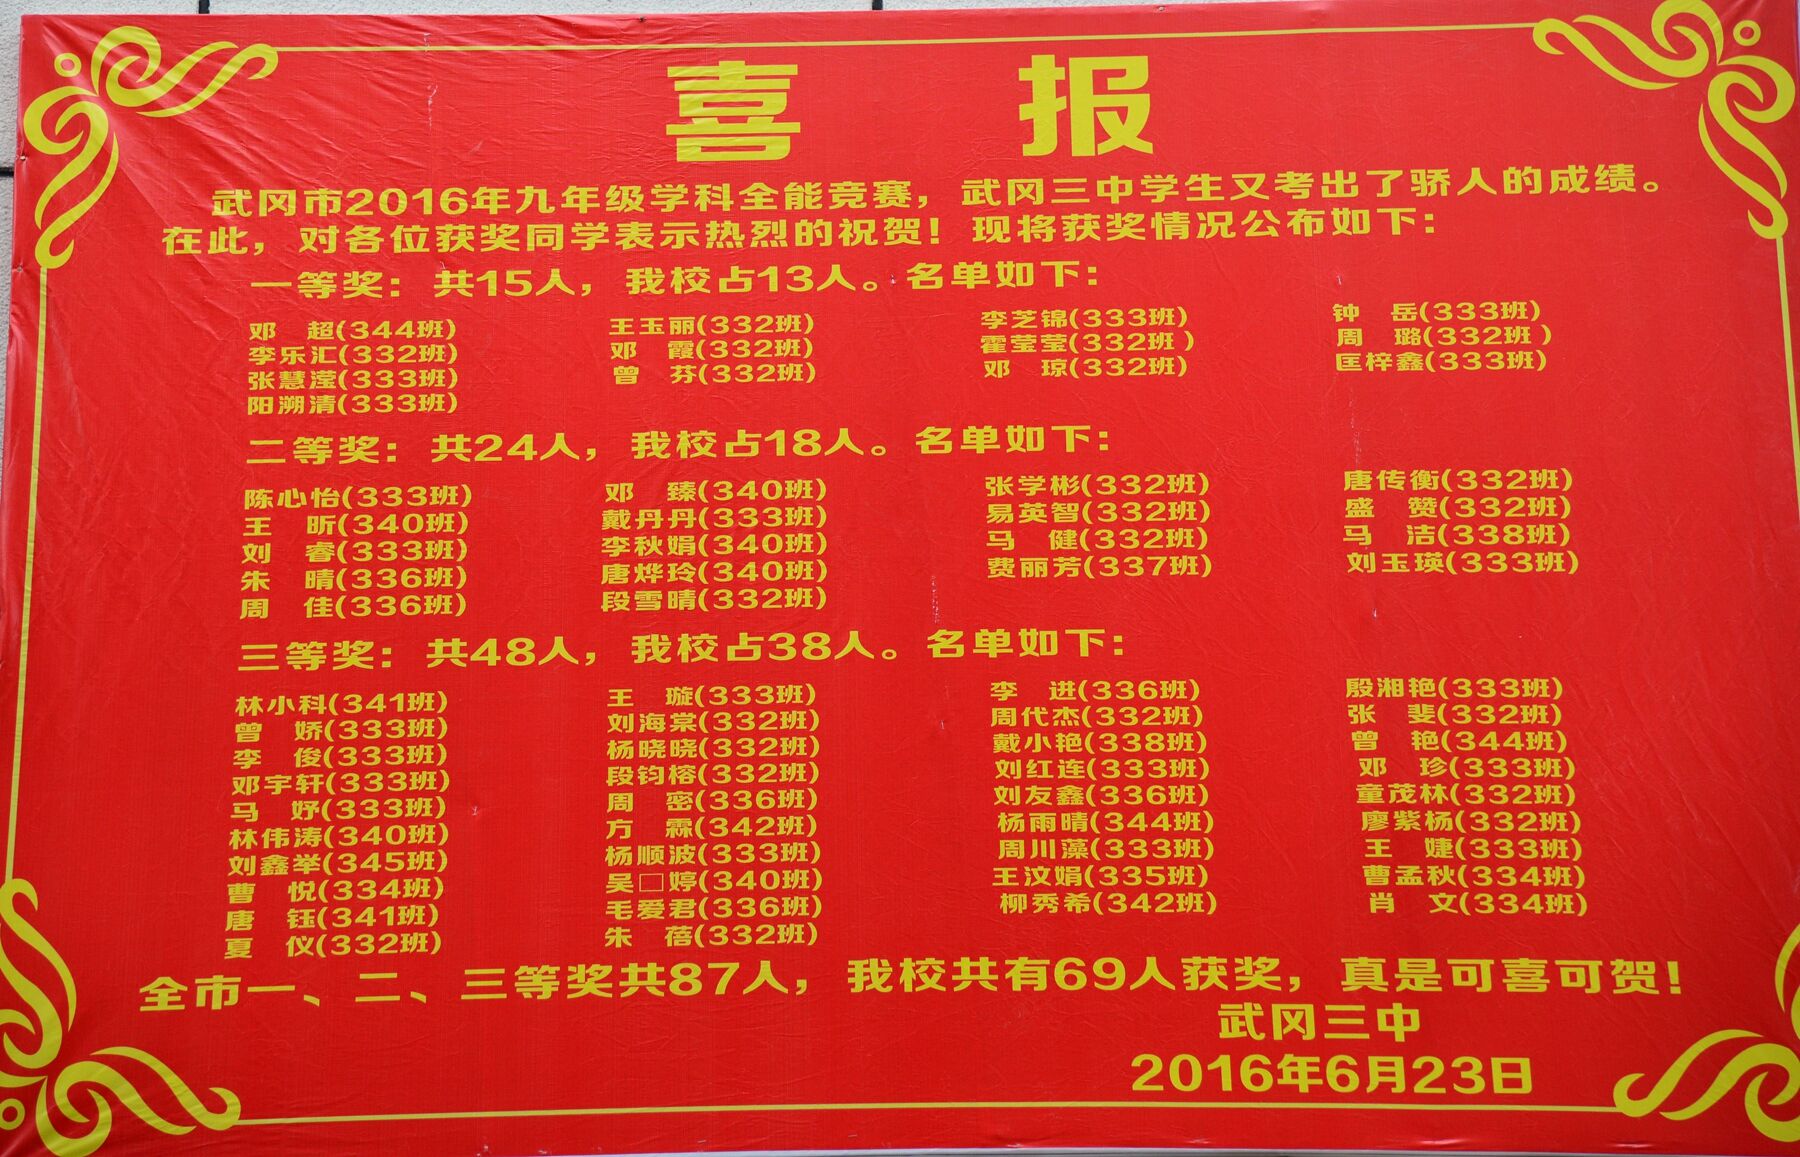 喜 报
武冈市2016年九年级学科全能竞赛，武冈三中学生又考出了骄人的成绩。
在此，对各位获奖同学表示热烈的祝贺！现将获奖情况公布如下：
一等奖：共15人，我校占13人。名单如下：
邓 超(344班) 王玉丽(332班) 李芝锦(333班) 钟 岳(333班)
李乐汇(332班) 邓 霞(332班) 霍莹莹(332班) 周 璐(332班)
张慧滢(333班) 曾 芬(332班) 邓 琼(332班) 匡梓鑫(333班)
阳溯清(333班)
二等奖：共24人，我校占18人。名单如下：
陈心怡(333班) 邓 臻(340班) 张学彬(332班) 唐传衡(332班)
王 昕(340班) 戴丹丹(333班) 易英智(332班) 盛 赞(332班)
刘 睿(333班) 李秋娟(340班) 马 健(332班) 马 洁(338班)
朱 晴(336班) 唐烨玲(340班) 费丽芳(337班) 刘玉瑛(333班)
周 佳(336班) 段雪晴(332班)
三等奖：共48人，我校占38人。名单如下：
林小科(341班) 王 璇(333班) 李 进(336班) 殷湘艳(333班)
曾 娇(333班) 刘海棠(332班) 周代杰(332班) 张 斐(332班)
李 俊(333班) 杨晓晓(332班) 戴小艳(338班) 曾 艳(344班)
邓宇轩(333班) 段钧榕(332班) 刘红连(333班) 邓 珍(333班)
马 妤(333班) 周 密(336班) 刘友鑫(336班) 童茂林(332班)
林伟涛(340班) 方 霖(342班) 杨雨晴(344班) 廖紫杨(332班)
刘鑫举(345班) 杨顺波(333班) 周川藻(333班) 王 婕(333班)
曹 悦(334班) 吴□婷(340班) 王汶娟(335班) 曹孟秋(334班)
唐 钰(341班) 毛爱君(336班) 柳秀希(342班) 肖 文(334班)
夏 仪(332班) 朱 蓓(332班)
全市一、二、三等奖共87人，我校共有69人获奖，真是可喜可贺！
武冈三中
2016年6月23日